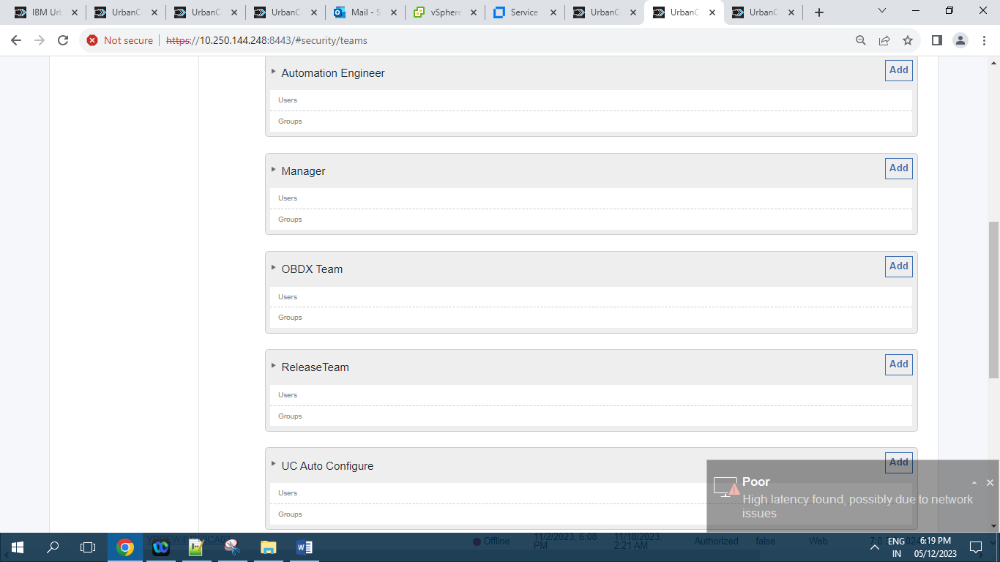 IBM Urb
UrbanC
UrbanC
UrbanC
Mail - S
vSphere
Service
UrbanC
UrbanC
UrbanC
Not secure
https://10.250.144.248:8443/#security/teams
Automation Engineer
Add
Users
Groups
Manager
Add
Users
Groups
OBDX Team
Add
Users
Groups
ReleaseTeam
Add
Users
Groups
UC Auto Configure
Add
Users
Groups
Poor
High latency found, possibly due to network
issues
Offline
11/2/2023, 6:08
PM
11/18/2023,
2:21 AM
Authorized
false
Web
ENG
IN
6:19 PM
05/12/2023